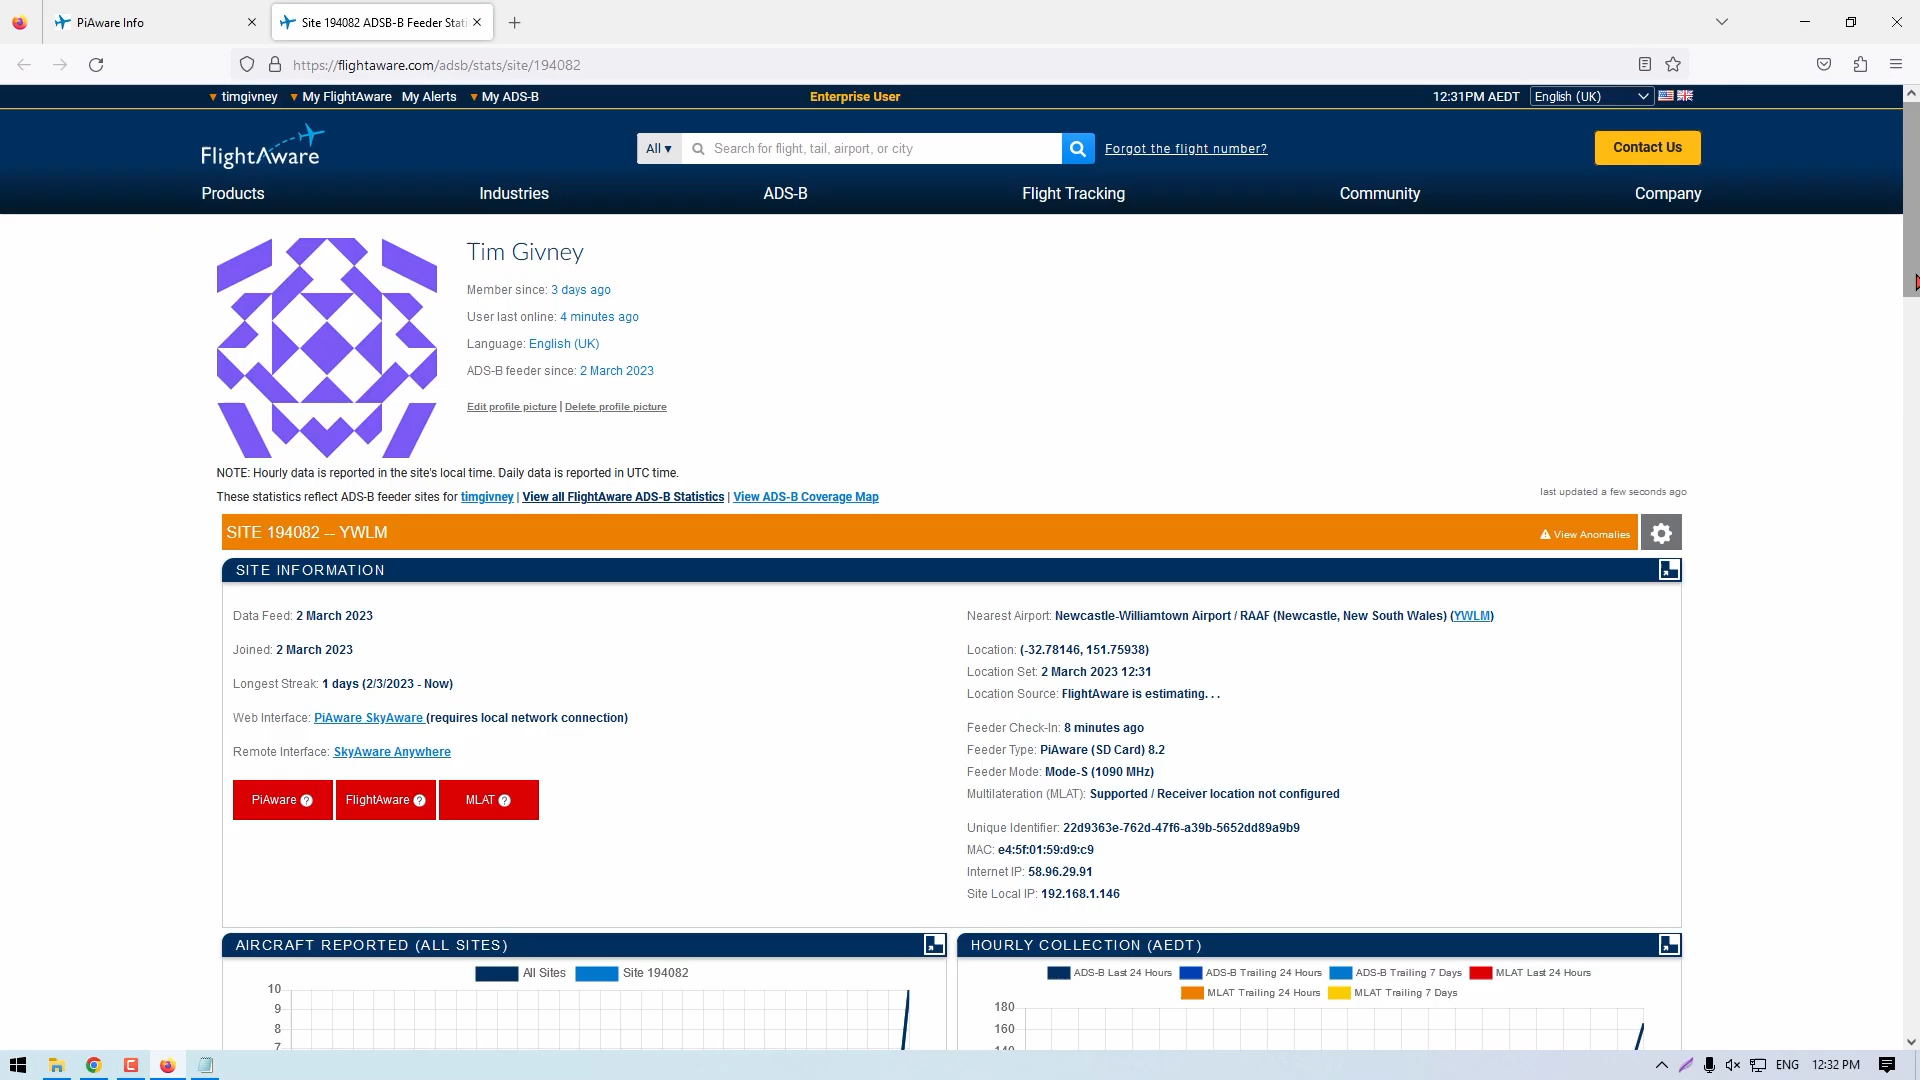 PiAware Info
Site 194082 ADSB-B Feeder Stati
https://flightaware.com/adsb/stats/site/194082
▼ timgivney ▼ My FlightAware My Alerts ▼ My ADS-B
Enterprise User
12:31PM AEDT English (UK)
FlightAware
All ▾ Search for flight, tail, airport, or city
Forgot the flight number?
Contact Us
Products Industries ADS-B Flight Tracking Community Company
Tim Givney
Member since: 3 days ago
User last online: 4 minutes ago
Language: English (UK)
ADS-B feeder since: 2 March 2023
Edit profile picture | Delete profile picture
NOTE: Hourly data is reported in the site's local time. Daily data is reported in UTC time.
These statistics reflect ADS-B feeder sites for timgivney | View all FlightAware ADS-B Statistics | View ADS-B Coverage Map
last updated a few seconds ago
SITE 194082 -- YWLM
View Anomalies
SITE INFORMATION
Data Feed: 2 March 2023
Joined: 2 March 2023
Longest Streak: 1 days (2/3/2023 - Now)
Web Interface: PiAware SkyAware (requires local network connection)
Remote Interface: SkyAware Anywhere
PiAware ? FlightAware ? MLAT ?
Nearest Airport: Newcastle-Williamtown Airport / RAAF (Newcastle, New South Wales) (YWLM)
Location: (-32.78146, 151.75938)
Location Set: 2 March 2023 12:31
Location Source: FlightAware is estimating. . .
Feeder Check-In: 8 minutes ago
Feeder Type: PiAware (SD Card) 8.2
Feeder Mode: Mode-S (1090 MHz)
Multilateration (MLAT): Supported / Receiver location not configured
Unique Identifier: 22d9363e-762d-47f6-a39b-5652dd89a9b9
MAC: e4:5f:01:59:d9:c9
Internet IP: 58.96.29.91
Site Local IP: 192.168.1.146
AIRCRAFT REPORTED (ALL SITES)
All Sites Site 194082
10
9
8
7
HOURLY COLLECTION (AEDT)
ADS-B Last 24 Hours ADS-B Trailing 24 Hours ADS-B Trailing 7 Days MLAT Last 24 Hours
MLAT Trailing 24 Hours MLAT Trailing 7 Days
180
160
140
ENG 12:32 PM